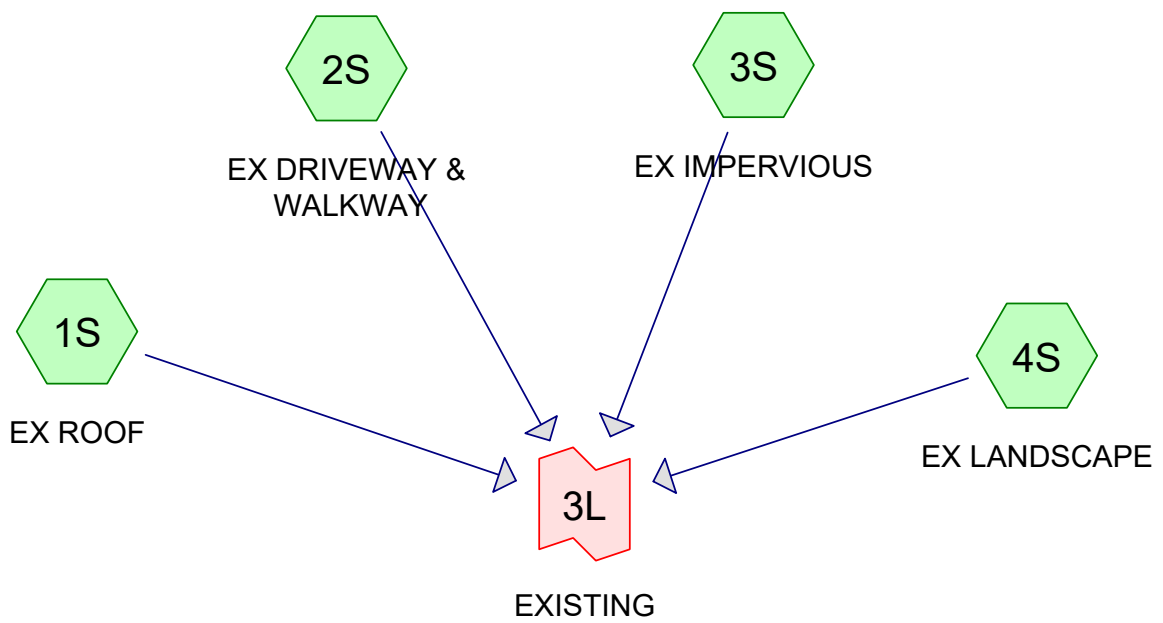 2S
EX DRIVEWAY &
WALKWAY
3S
EX IMPERVIOUS
1S
EX ROOF
4S
EX LANDSCAPE
3L
EXISTING